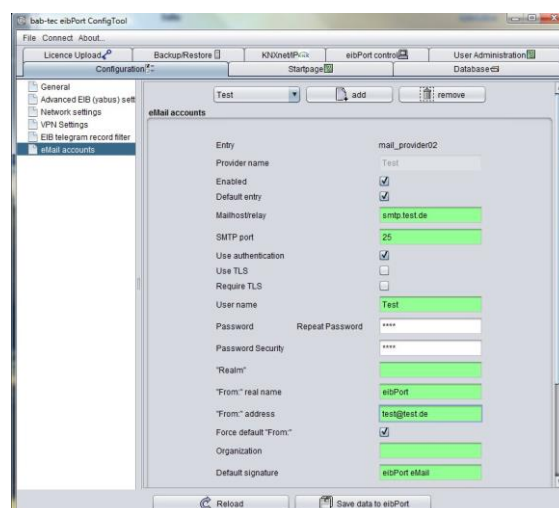 bab-tec eibPort ConfigTool
File Connect About...
Licence Upload Backup/Restore KNXnet/IP eibPort control User Administration
Configuration Startpage Database
General
Advanced EIB (yabus) sett
Network settings
VPN Settings
EIB telegram record filter
eMail accounts
Test add remove
eMail accounts
Entry mail_provider02
Provider name Test
Enabled
Default entry
Mailhost/relay smtp.test.de
SMTP port 25
Use authentication
Use TLS
Require TLS
User name Test
Password Repeat Password ****
Password Security ****
"Realm"
"From:" real name eibPort
"From:" address test@test.de
Force default "From:"
Organization
Default signature eibPort eMail
Reload Save data to eibPort